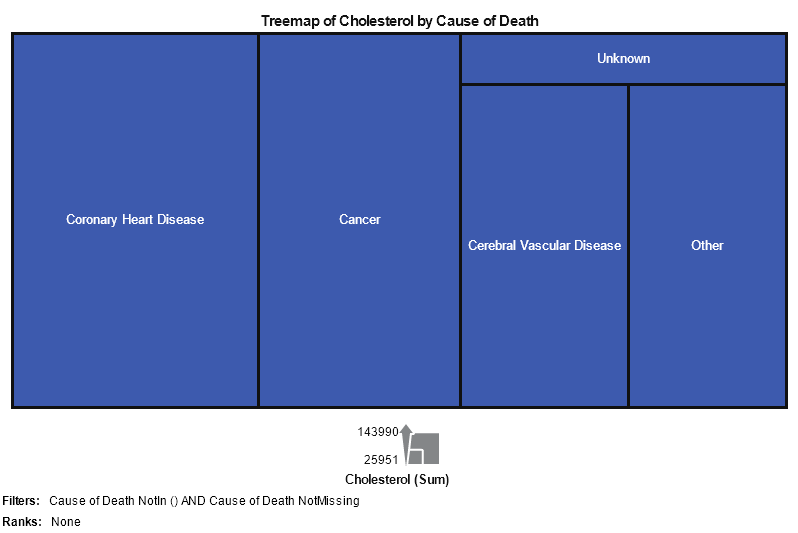 Treemap of Cholesterol by Cause of Death
Unknown
Coronary Heart Disease
Cancer
Cerebral Vascular Disease
Other
143990
25951
Cholesterol (Sum)
Filters: Cause of Death NotIn () AND Cause of Death NotMissing
Ranks: None